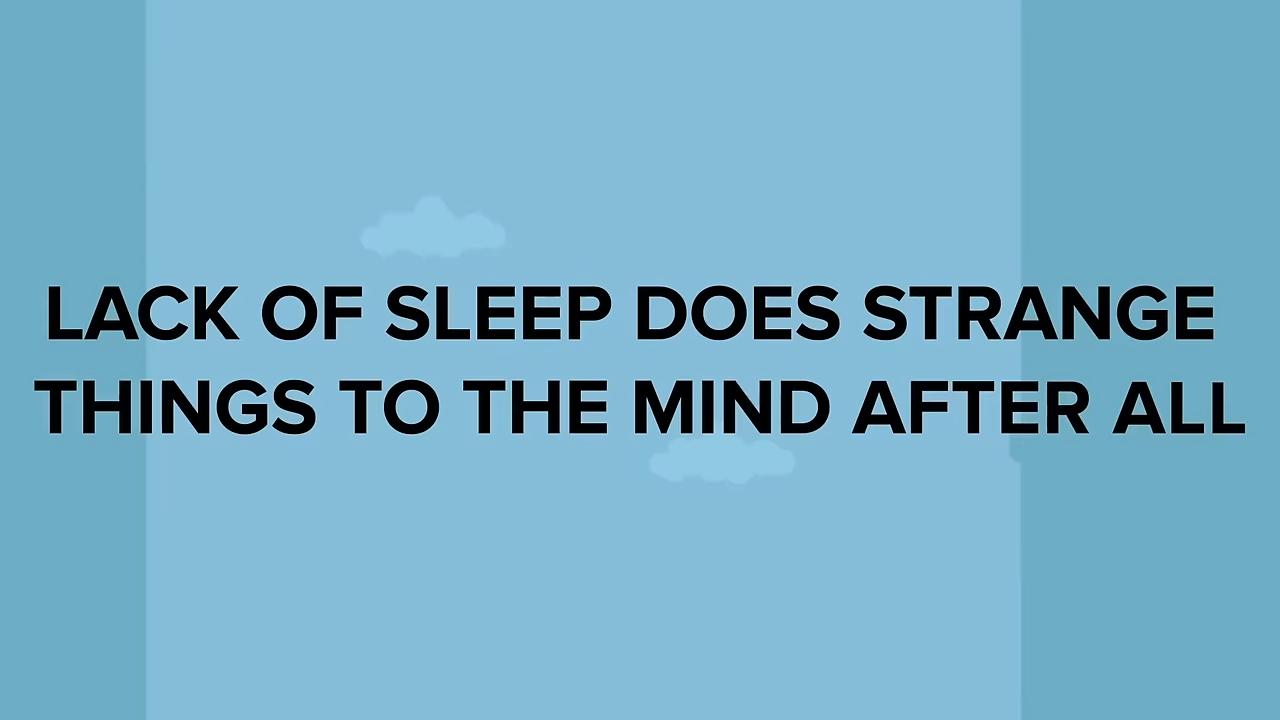 LACK OF SLEEP DOES STRANGE
THINGS TO THE MIND AFTER ALL